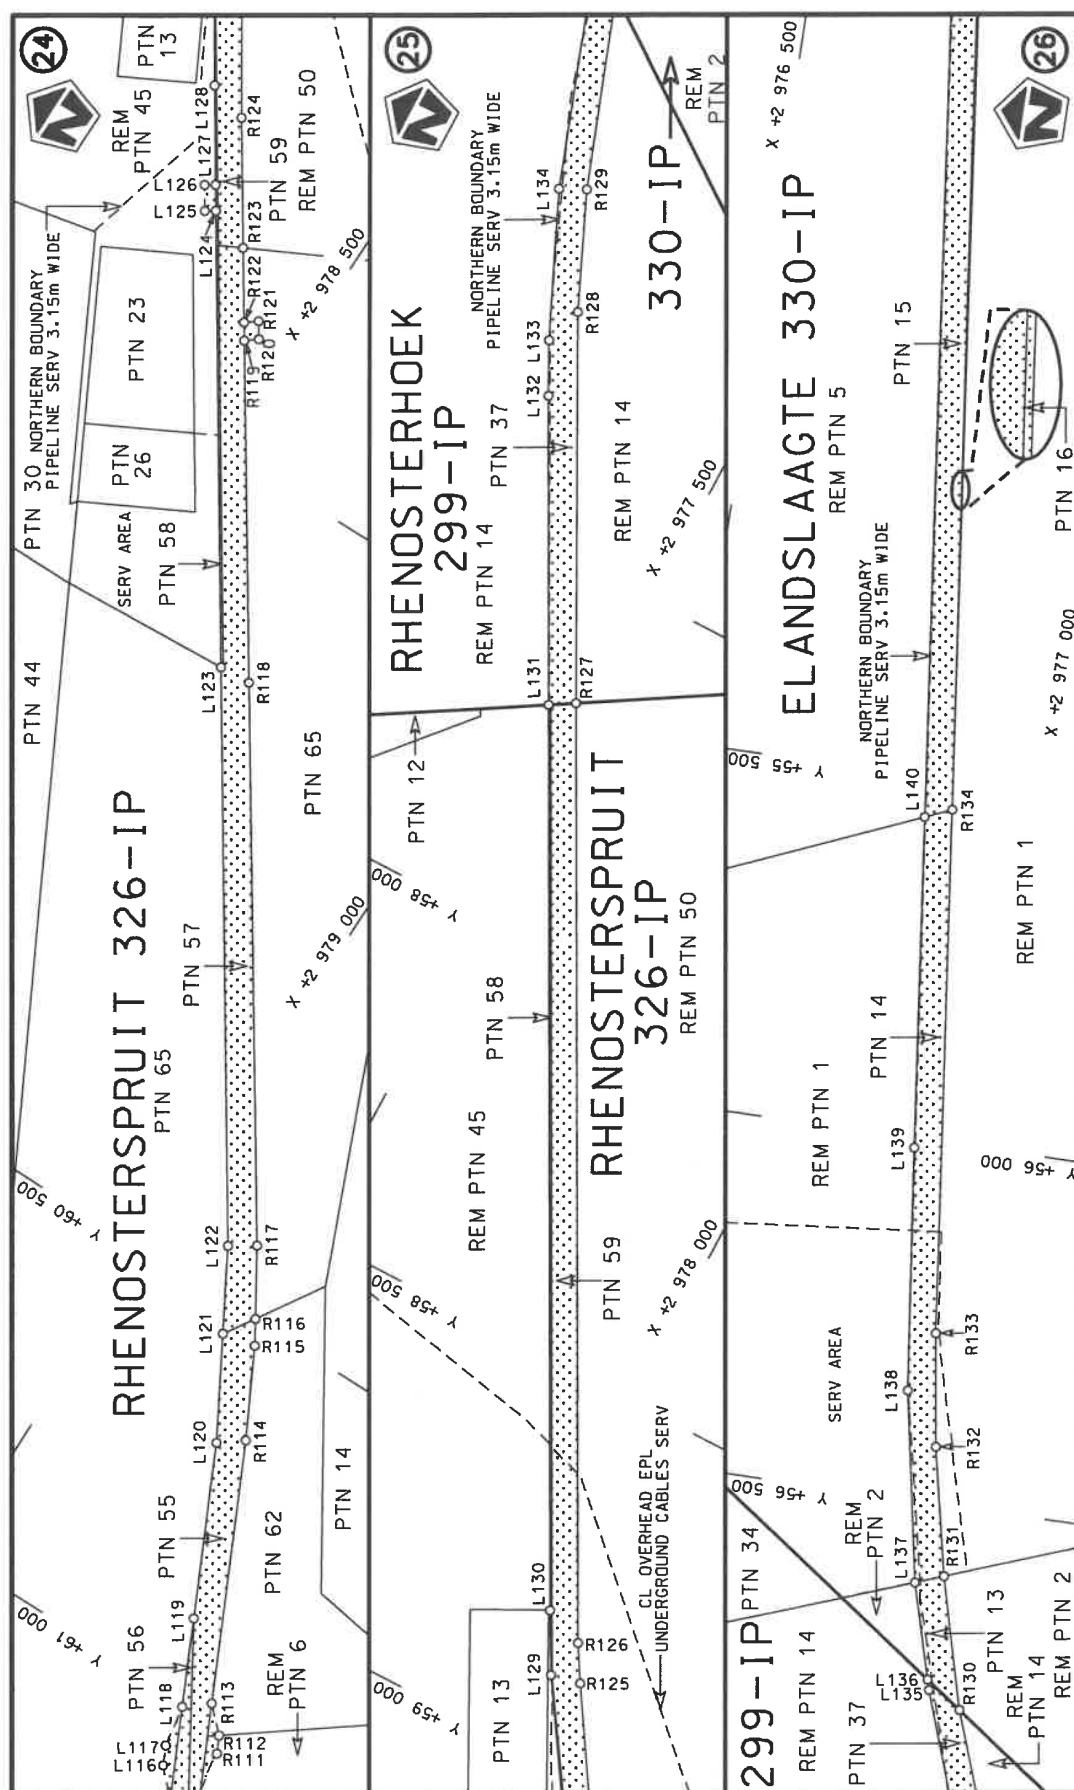 24
N
PTN 44
PTN 30
NORTHERN BOUNDARY
PIPELINE SERV 3.15m WIDE
REM
PTN 45
PTN
13
PTN
26
PTN 23
SERV AREA
PTN 58
RHENOSTERSPRUIT 326-IP
PTN 65
PTN 57
PTN 56
PTN 55
L116
L117
L118
L119
L120
L121
L122
L123
L124
L125
L126
L127
L128
R111
R112
R113
R114
R115
R116
R117
R118
R119
R120
R121
R122
R123
R124
REM
PTN 6
PTN 62
PTN 14
PTN 65
PTN 59
REM PTN 50
Y +61 000
Y +60 500
X +2 979 000
X +2 978 500
25
N
PTN 13
REM PTN 45
PTN 58
PTN 12
RHENOSTERHOEK
299-IP
REM PTN 14
PTN 37
NORTHERN BOUNDARY
PIPELINE SERV 3.15m WIDE
L129
L130
L131
L132
L133
L134
R125
R126
R127
R128
R129
CL OVERHEAD EPL
UNDERGROUND CABLES SERV
PTN 59
RHENOSTERSPRUIT
326-IP
REM PTN 50
REM PTN 14
330-IP
REM
PTN 2
Y +59 000
Y +58 500
Y +58 000
X +2 978 000
X +2 977 500
26
N
299-IP
PTN 34
REM PTN 14
PTN 37
REM
PTN 2
SERV AREA
REM PTN 1
PTN 14
ELANDSLAAGTE 330-IP
REM PTN 5
NORTHERN BOUNDARY
PIPELINE SERV 3.15m WIDE
PTN 15
L135
L136
L137
L138
L139
L140
R130
R131
R132
R133
R134
REM
PTN 14
PTN 13
REM PTN 2
REM PTN 1
PTN 16
Y +56 500
Y +56 000
Y +55 500
X +2 977 000
X +2 976 500